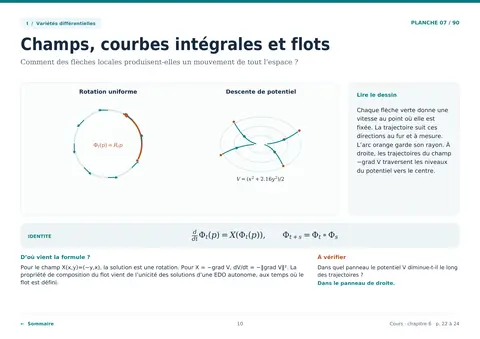 I / Variétés différentielles
PLANCHE 07 / 90
Champs, courbes intégrales et flots
Comment des flèches locales produisent-elles un mouvement de tout l'espace ?
Rotation uniforme
Descente de potentiel
Φₜ(p) = Rₜp
V = (x² + 2.16y²)/2
Lire le dessin
Chaque flèche verte donne une
vitesse au point où elle est
fixée. La trajectoire suit ces
directions au fur et à mesure.
L'arc orange garde son rayon. À
droite, les trajectoires du champ
−grad V traversent les niveaux
du potentiel vers le centre.
IDENTITÉ
d/dt Φₜ(p) = X(Φₜ(p)), Φₜ₊ₛ = Φₜ ∘ Φₛ
D'où vient la formule ?
Pour le champ X(x,y)=(−y,x), la solution est une rotation. Pour X = −grad V, dV/dt = −‖grad V‖². La
propriété de composition du flot vient de l'unicité des solutions d'une EDO autonome, aux temps où le
flot est défini.
À vérifier
Dans quel panneau le potentiel V diminue-t-il le long
des trajectoires ?
Dans le panneau de droite.
← Sommaire
10
Cours · chapitre 6 p. 22 à 24